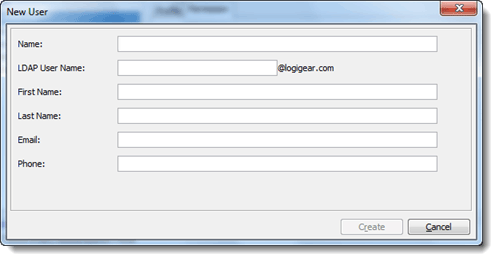 New User
Name:
LDAP User Name: @logigear.com
First Name:
Last Name:
Email:
Phone:
Create Cancel